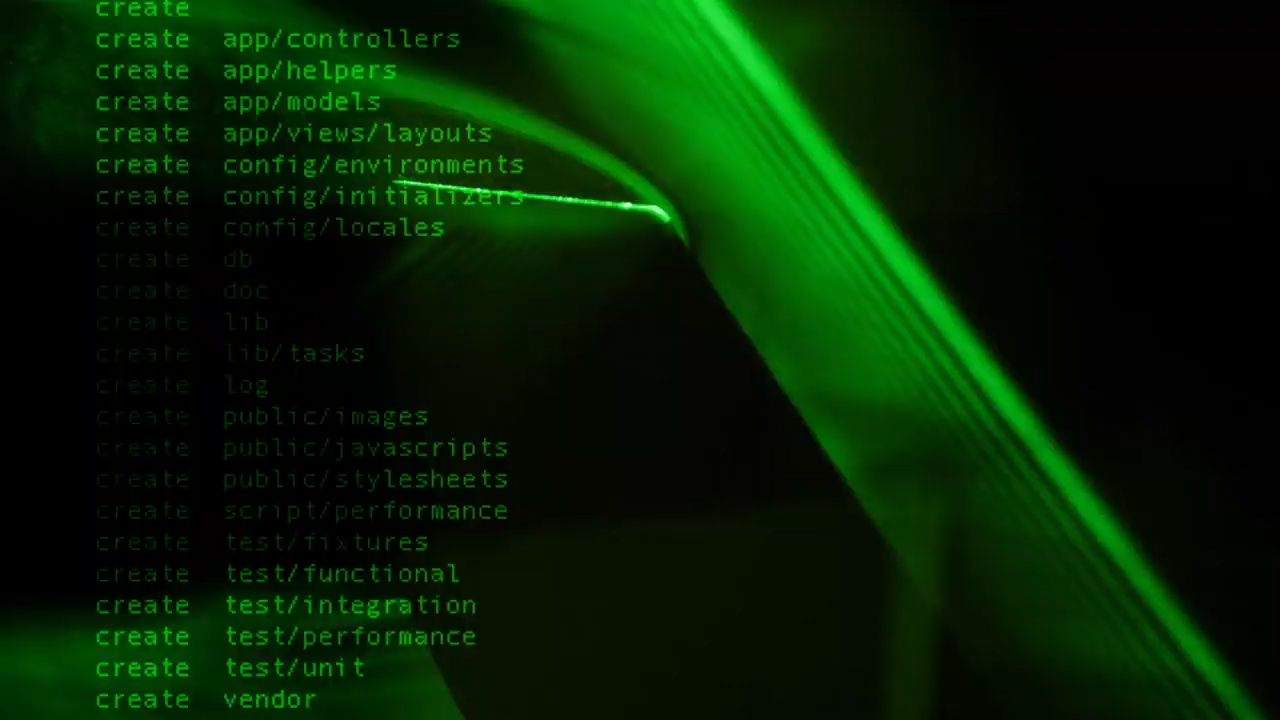 create
create app/controllers
create app/helpers
create app/models
create app/views/layouts
create config/environments
create config/initializers
create config/locales
create db
create doc
create lib
create lib/tasks
create log
create public/images
create public/javascripts
create public/stylesheets
create script/performance
create test/fixtures
create test/functional
create test/integration
create test/performance
create test/unit
create vendor